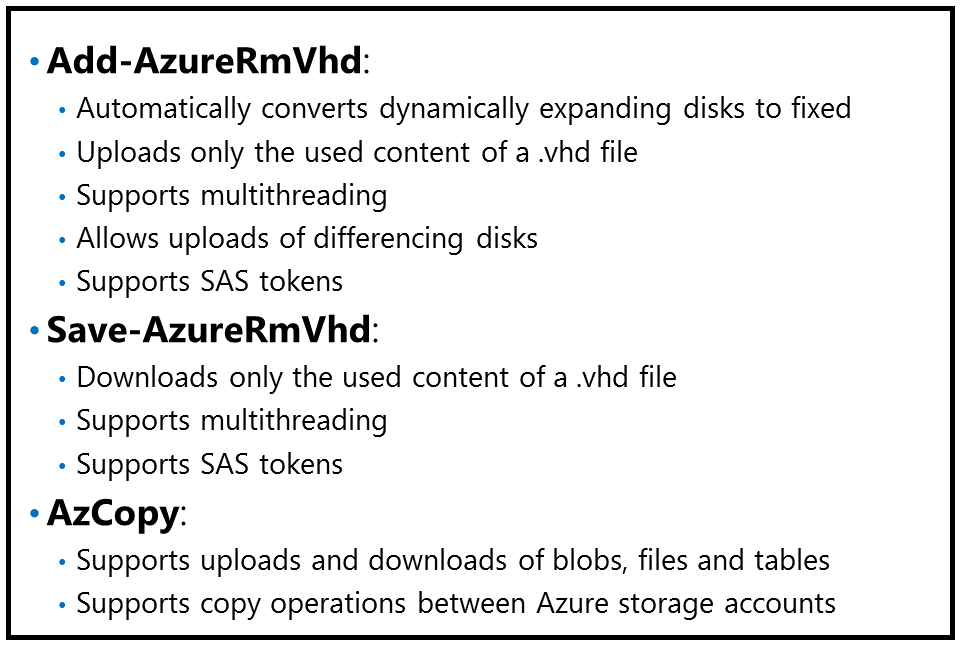 • Add-AzureRmVhd:
• Automatically converts dynamically expanding disks to fixed
• Uploads only the used content of a .vhd file
• Supports multithreading
• Allows uploads of differencing disks
• Supports SAS tokens
• Save-AzureRmVhd:
• Downloads only the used content of a .vhd file
• Supports multithreading
• Supports SAS tokens
• AzCopy:
• Supports uploads and downloads of blobs, files and tables
• Supports copy operations between Azure storage accounts